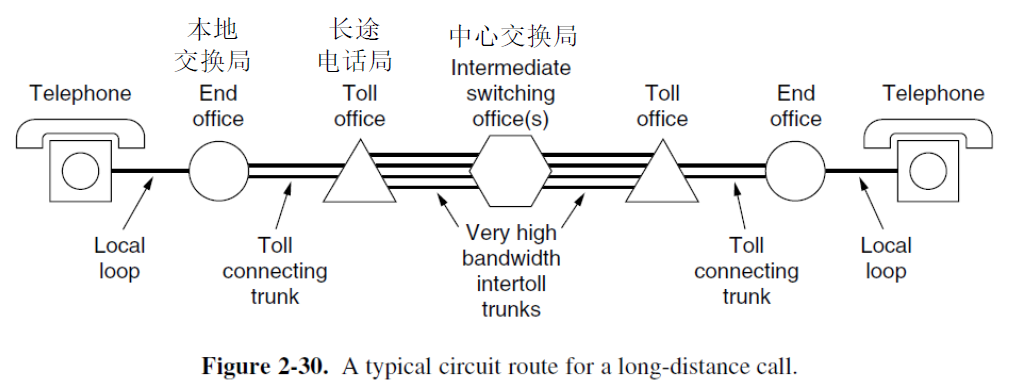 本地
交换局
长途
电话局
中心交换局
Telephone
End
office
Toll
office
Intermediate
switching
office(s)
Toll
office
End
office
Telephone
Local
loop
Toll
connecting
trunk
Very high
bandwidth
intertoll
trunks
Toll
connecting
trunk
Local
loop
Figure 2-30. A typical circuit route for a long-distance call.